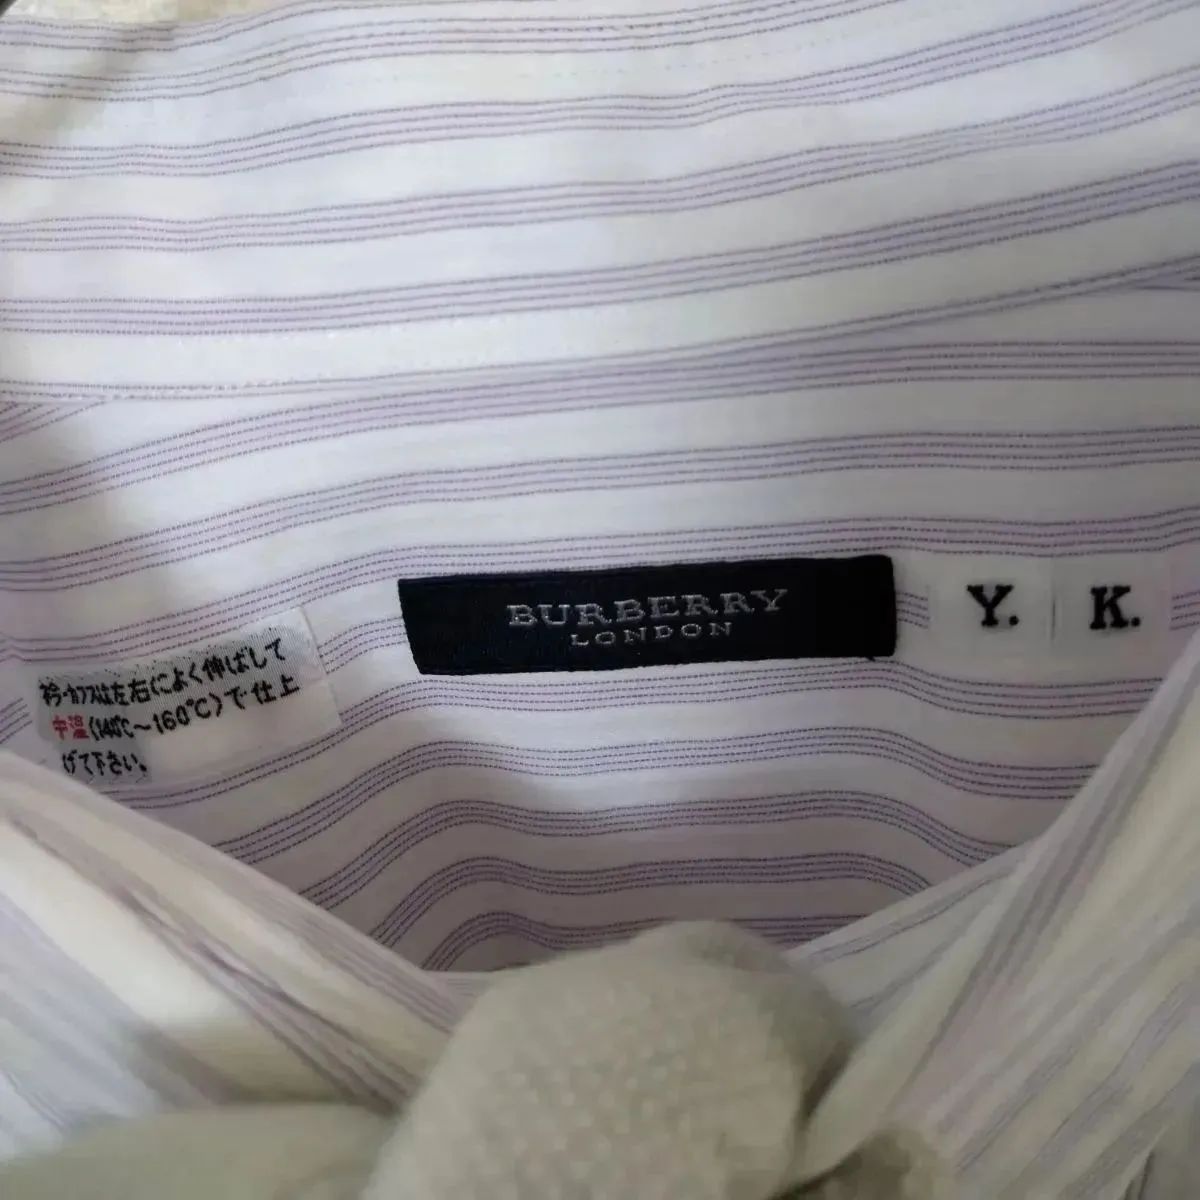 BURBERRY
LONDON
Y. K.
衿・カフスは左右によく伸ばして
中温(140℃~160℃)で仕上
げて下さい。